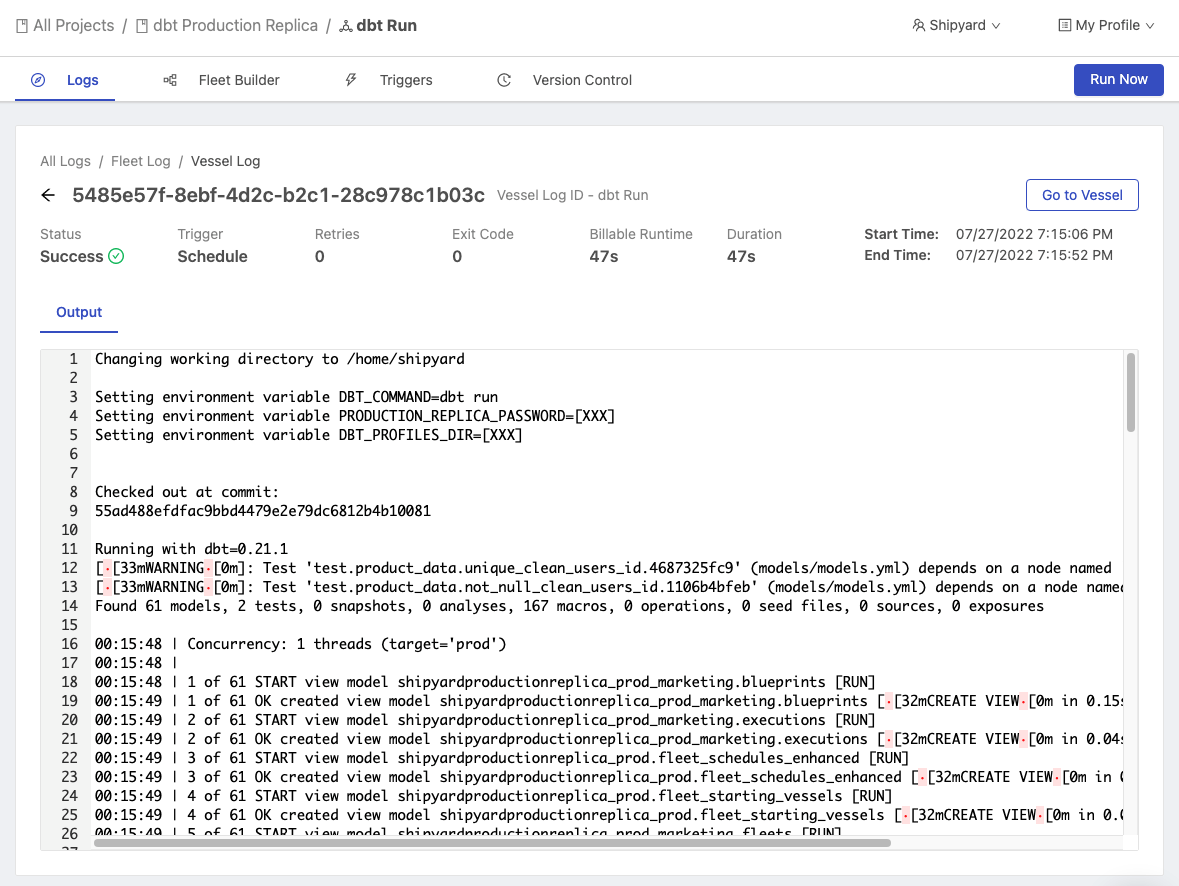 All Projects / dbt Production Replica / dbt Run
Shipyard
My Profile
Logs
Fleet Builder
Triggers
Version Control
Run Now
All Logs / Fleet Log / Vessel Log
5485e57f-8ebf-4d2c-b2c1-28c978c1b03c Vessel Log ID - dbt Run
Go to Vessel
Status
Success
Trigger
Schedule
Retries
0
Exit Code
0
Billable Runtime
47s
Duration
47s
Start Time: 07/27/2022 7:15:06 PM
End Time: 07/27/2022 7:15:52 PM
Output
1 Changing working directory to /home/shipyard
2
3 Setting environment variable DBT_COMMAND=dbt run
4 Setting environment variable PRODUCTION_REPLICA_PASSWORD=[XXX]
5 Setting environment variable DBT_PROFILES_DIR=[XXX]
6
7
8 Checked out at commit:
9 55ad488efdfac9bbd4479e2e79dc6812b4b10081
10
11 Running with dbt=0.21.1
12 [·[33mWARNING·[0m]: Test 'test.product_data.unique_clean_users_id.4687325fc9' (models/models.yml) depends on a node named
13 [·[33mWARNING·[0m]: Test 'test.product_data.not_null_clean_users_id.1106b4bfeb' (models/models.yml) depends on a node named
14 Found 61 models, 2 tests, 0 snapshots, 0 analyses, 167 macros, 0 operations, 0 seed files, 0 sources, 0 exposures
15
16 00:15:48 | Concurrency: 1 threads (target='prod')
17 00:15:48 |
18 00:15:48 | 1 of 61 START view model shipyardproductionreplica_prod_marketing.blueprints [RUN]
19 00:15:49 | 1 of 61 OK created view model shipyardproductionreplica_prod_marketing.blueprints [·[32mCREATE VIEW·[0m in 0.15s
20 00:15:49 | 2 of 61 START view model shipyardproductionreplica_prod_marketing.executions [RUN]
21 00:15:49 | 2 of 61 OK created view model shipyardproductionreplica_prod_marketing.executions [·[32mCREATE VIEW·[0m in 0.04s
22 00:15:49 | 3 of 61 START view model shipyardproductionreplica_prod.fleet_schedules_enhanced [RUN]
23 00:15:49 | 3 of 61 OK created view model shipyardproductionreplica_prod.fleet_schedules_enhanced [·[32mCREATE VIEW·[0m in
24 00:15:49 | 4 of 61 START view model shipyardproductionreplica_prod.fleet_starting_vessels [RUN]
25 00:15:49 | 4 of 61 OK created view model shipyardproductionreplica_prod.fleet_starting_vessels [·[32mCREATE VIEW·[0m in 0.0
26 00:15:49 | 5 of 61 START view model shipyardproductionreplica_prod_marketing.fleets [RUN]
27